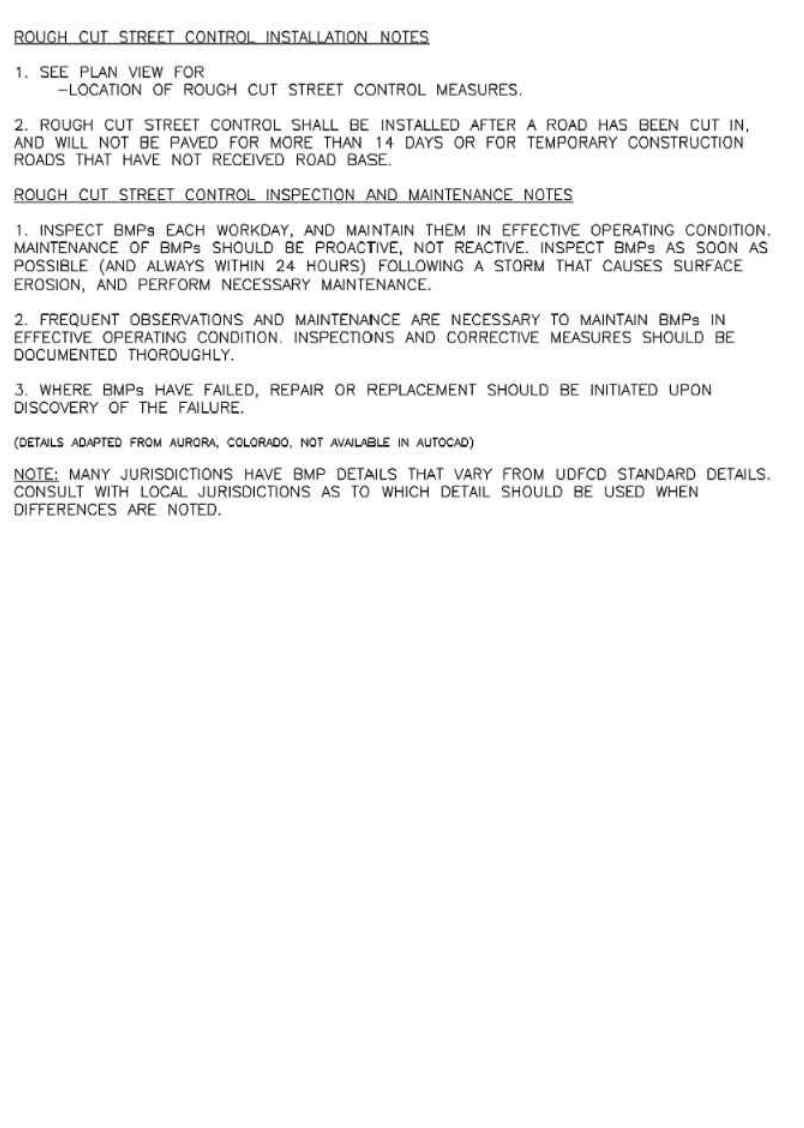 ROUGH CUT STREET CONTROL INSTALLATION NOTES
1. SEE PLAN VIEW FOR
-LOCATION OF ROUGH CUT STREET CONTROL MEASURES.
2. ROUGH CUT STREET CONTROL SHALL BE INSTALLED AFTER A ROAD HAS BEEN CUT IN,
AND WILL NOT BE PAVED FOR MORE THAN 14 DAYS OR FOR TEMPORARY CONSTRUCTION
ROADS THAT HAVE NOT RECEIVED ROAD BASE.
ROUGH CUT STREET CONTROL INSPECTION AND MAINTENANCE NOTES
1. INSPECT BMPs EACH WORKDAY, AND MAINTAIN THEM IN EFFECTIVE OPERATING CONDITION.
MAINTENANCE OF BMPs SHOULD BE PROACTIVE, NOT REACTIVE. INSPECT BMPs AS SOON AS
POSSIBLE (AND ALWAYS WITHIN 24 HOURS) FOLLOWING A STORM THAT CAUSES SURFACE
EROSION, AND PERFORM NECESSARY MAINTENANCE.
2. FREQUENT OBSERVATIONS AND MAINTENANCE ARE NECESSARY TO MAINTAIN BMPs IN
EFFECTIVE OPERATING CONDITION. INSPECTIONS AND CORRECTIVE MEASURES SHOULD BE
DOCUMENTED THOROUGHLY.
3. WHERE BMPs HAVE FAILED, REPAIR OR REPLACEMENT SHOULD BE INITIATED UPON
DISCOVERY OF THE FAILURE.
(DETAILS ADAPTED FROM AURORA, COLORADO, NOT AVAILABLE IN AUTOCAD)
NOTE: MANY JURISDICTIONS HAVE BMP DETAILS THAT VARY FROM UDFCD STANDARD DETAILS.
CONSULT WITH LOCAL JURISDICTIONS AS TO WHICH DETAIL SHOULD BE USED WHEN
DIFFERENCES ARE NOTED.